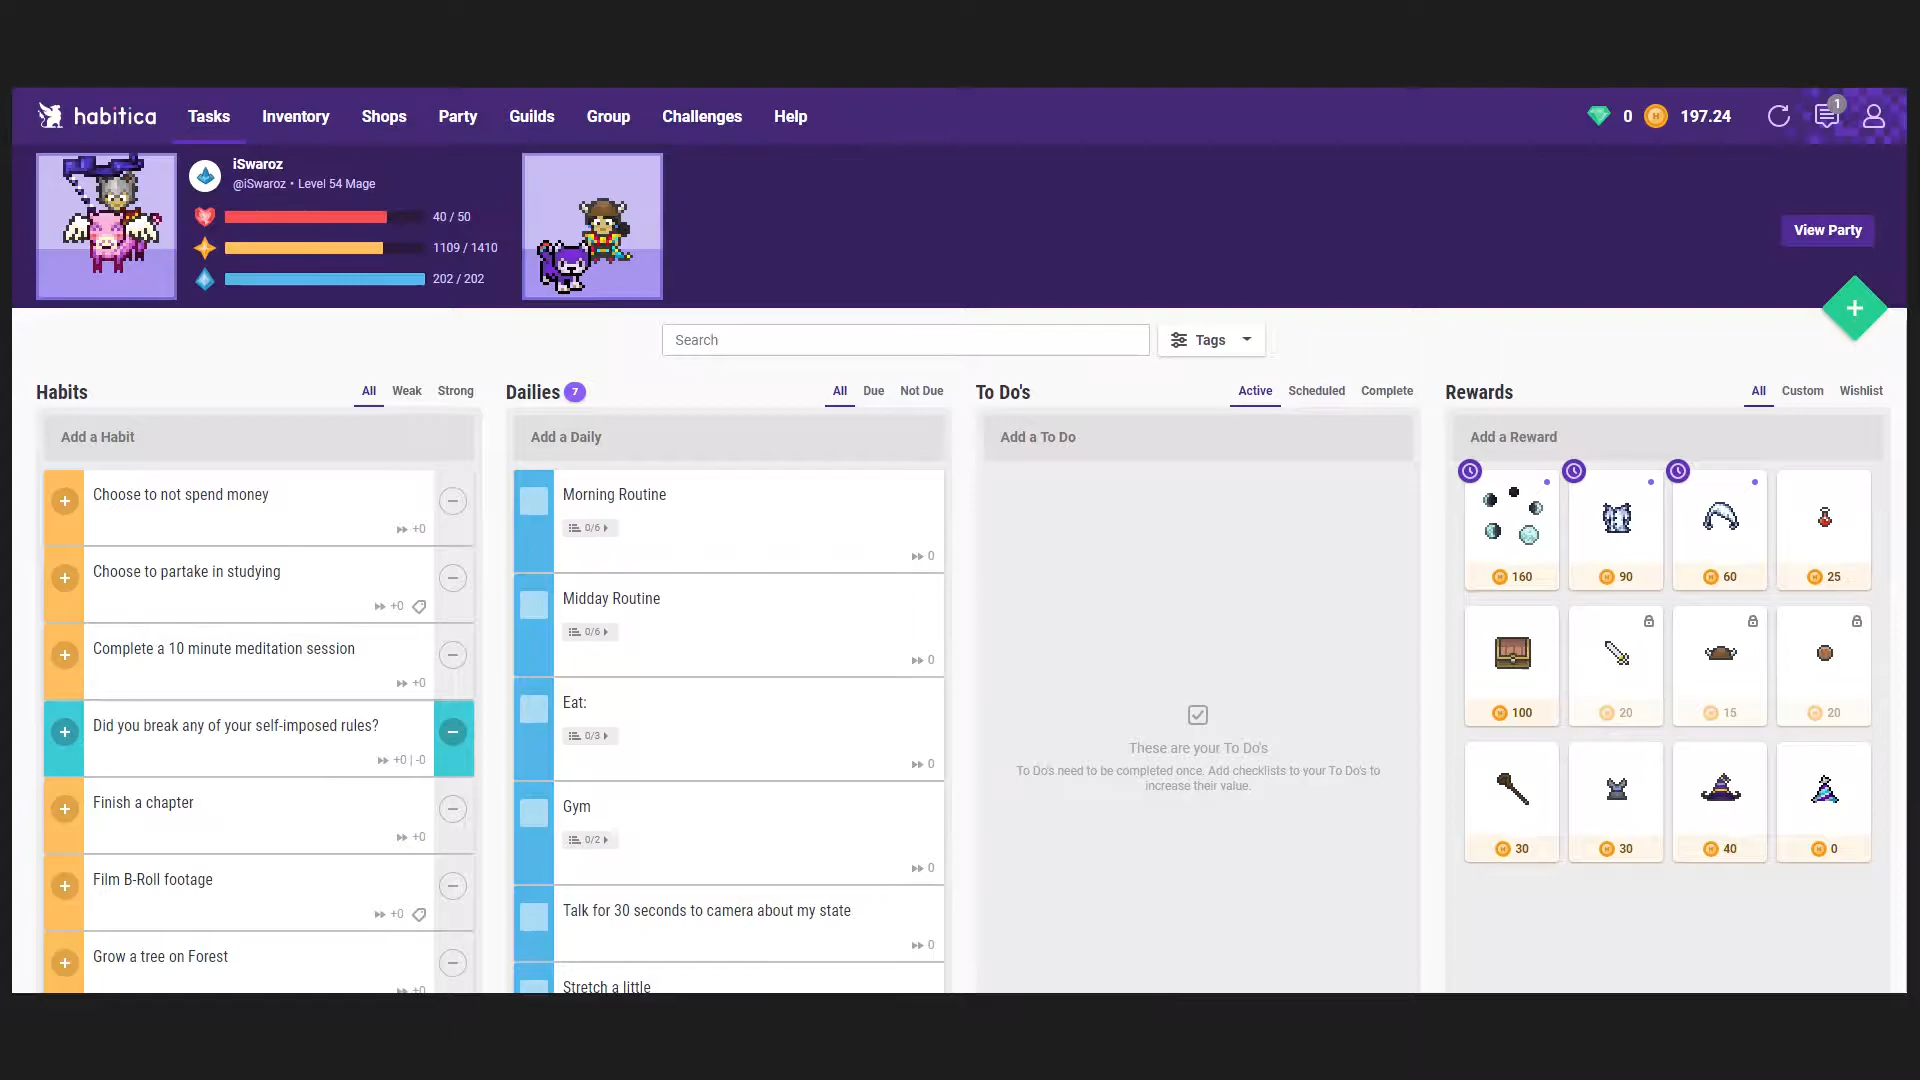 habitica Tasks Inventory Shops Party Guilds Group Challenges Help 0 197.24 1
iSwaroz
@iSwaroz • Level 54 Mage
40 / 50
1109 / 1410
202 / 202
View Party
Search Tags
Habits All Weak Strong
Add a Habit
Choose to not spend money
+0
Choose to partake in studying
+0
Complete a 10 minute meditation session
+0
Did you break any of your self-imposed rules?
+0 | -0
Finish a chapter
+0
Film B-Roll footage
+0
Grow a tree on Forest
+0
Dailies 7 All Due Not Due
Add a Daily
Morning Routine
0/6
0
Midday Routine
0/6
0
Eat:
0/3
0
Gym
0/2
0
Talk for 30 seconds to camera about my state
0
Stretch a little
To Do's Active Scheduled Complete
Add a To Do
These are your To Do's
To Do's need to be completed once. Add checklists to your To Do's to
increase their value.
Rewards All Custom Wishlist
Add a Reward
160 90 60 25
100 20 15 20
30 30 40 0